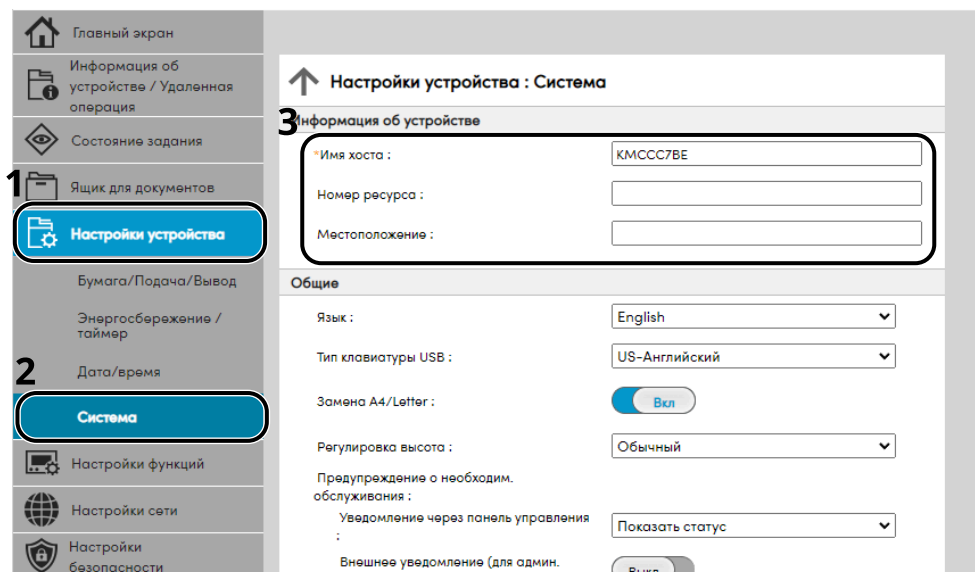 Главный экран
Информация об
устройстве / Удаленная
операция
Состояние задания
1
Ящик для документов
Настройки устройства
Бумага/Подача/Вывод
Энергосбережение /
таймер
Дата/время
2
Система
Настройки функций
Настройки сети
Настройки
безопасности
Настройки устройства : Система
3
Информация об устройстве
*Имя хоста : KMCCC7BE
Номер ресурса :
Местоположение :
Общие
Язык : English
Тип клавиатуры USB : US-Английский
Замена A4/Letter : Вкл
Регулировка высота : Обычный
Предупреждение о необходим.
обслуживания :
Уведомление через панель управления
: Показать статус
Внешнее уведомление (для админ.
Выкл